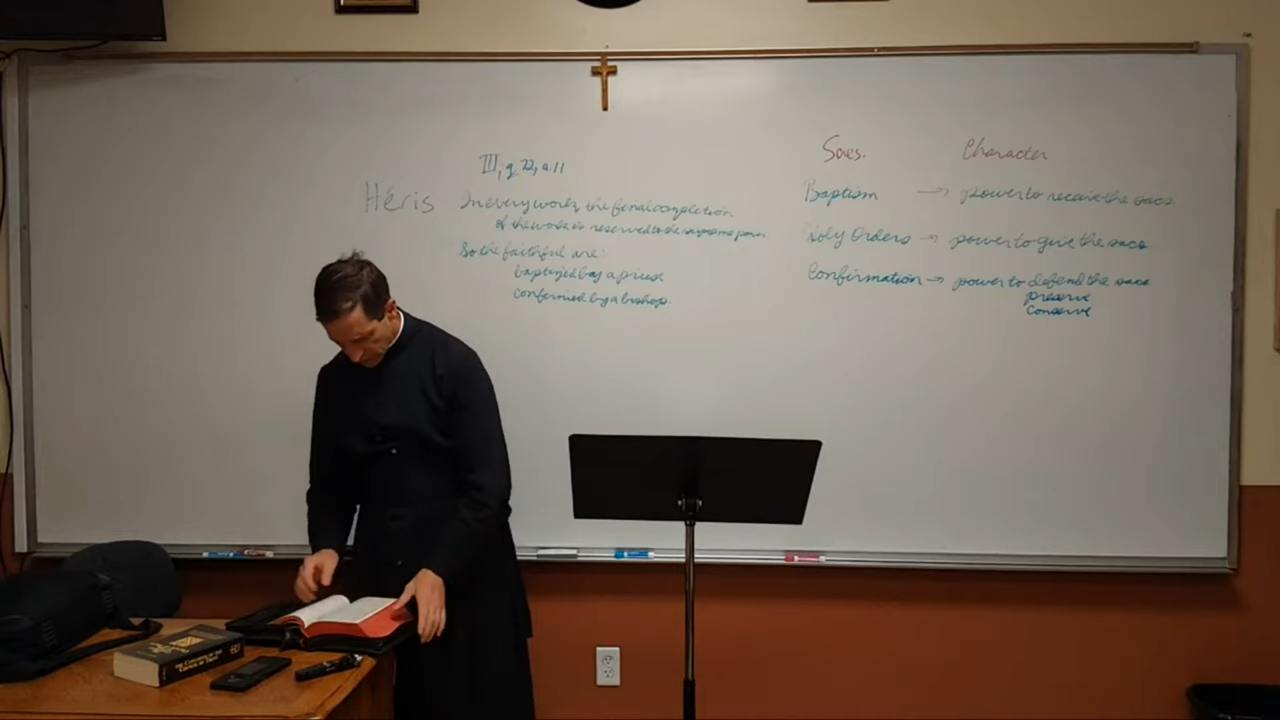 III, q. 72, a. 11
Héris
In every work, the final completion
of the work is reserved to the supreme power.
So the faithful are:
baptized by a priest
confirmed by a bishop.
Sacs. Character
Baptism → power to receive the sacs
Holy Orders → power to give the sacs
Confirmation → power to defend the sacs
preserve
conserve